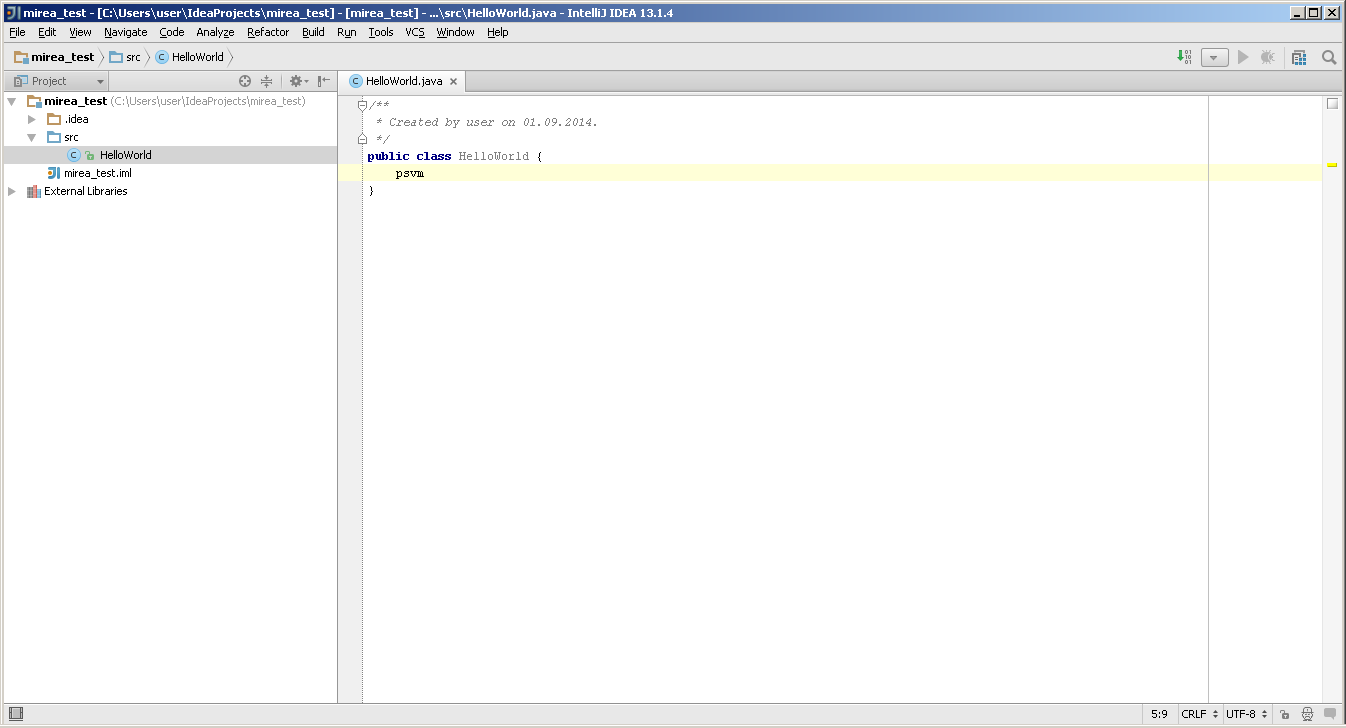 mirea_test - [C:\Users\user\IdeaProjects\mirea_test] - [mirea_test] - ...\src\HelloWorld.java - IntelliJ IDEA 13.1.4
File Edit View Navigate Code Analyze Refactor Build Run Tools VCS Window Help
mirea_test src HelloWorld
Project
HelloWorld.java
mirea_test (C:\Users\user\IdeaProjects\mirea_test)
.idea
src
HelloWorld
mirea_test.iml
External Libraries
/**
* Created by user on 01.09.2014.
*/
public class HelloWorld {
psvm
}
5:9 CRLF UTF-8